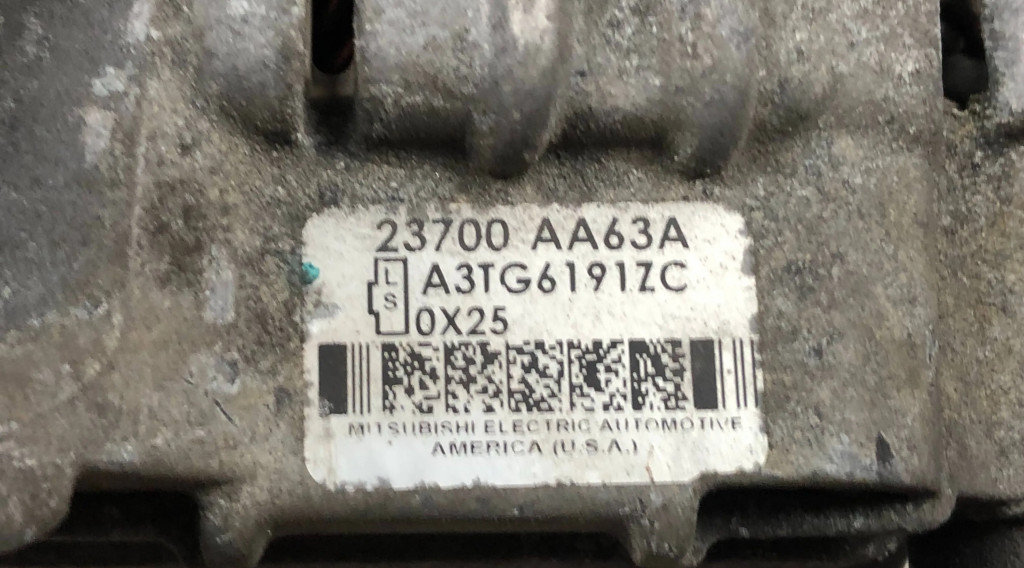 23700 AA63A
L
S
A3TG6191ZC
0X25
MITSUBISHI ELECTRIC AUTOMOTIVE
AMERICA (U.S.A.)